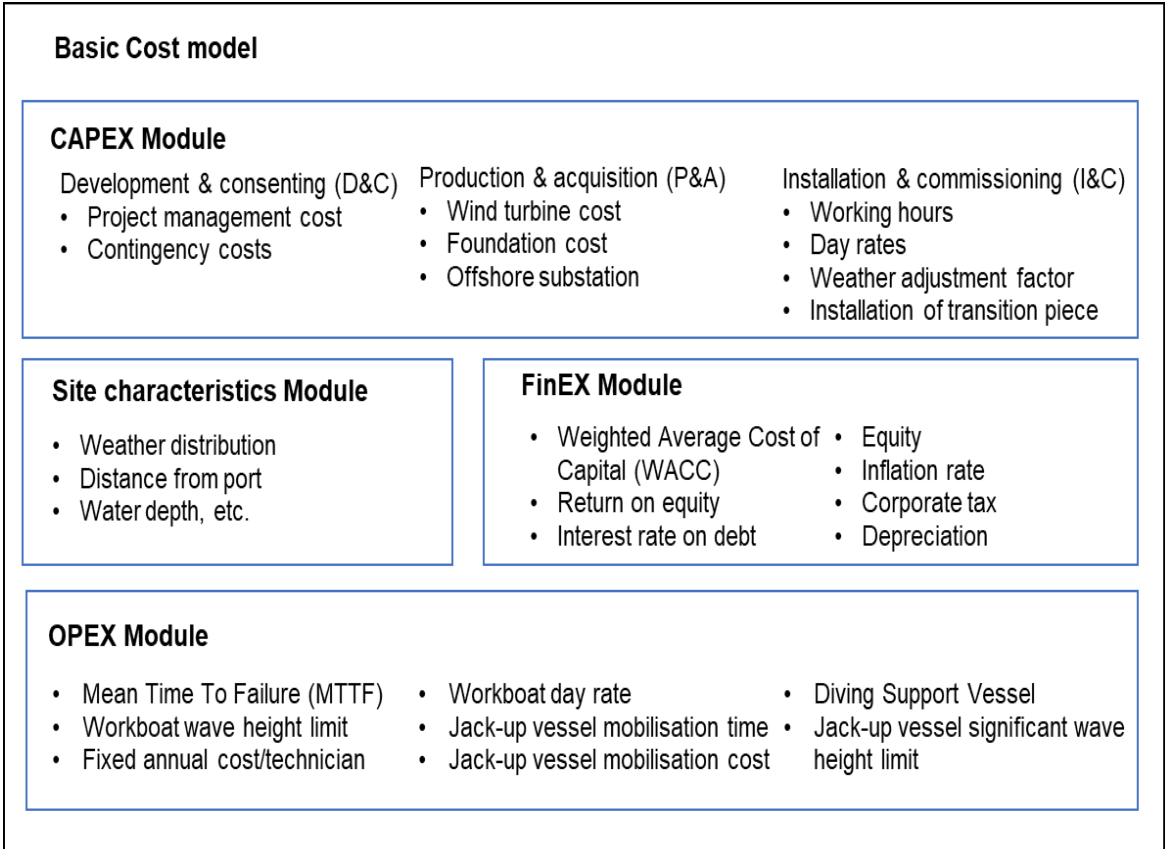 Basic Cost model
CAPEX Module
Development & consenting (D&C)
• Project management cost
• Contingency costs
Production & acquisition (P&A)
• Wind turbine cost
• Foundation cost
• Offshore substation
Installation & commissioning (I&C)
• Working hours
• Day rates
• Weather adjustment factor
• Installation of transition piece
Site characteristics Module
• Weather distribution
• Distance from port
• Water depth, etc.
FinEX Module
• Weighted Average Cost of
Capital (WACC)
• Return on equity
• Interest rate on debt
• Equity
• Inflation rate
• Corporate tax
• Depreciation
OPEX Module
• Mean Time To Failure (MTTF)
• Workboat wave height limit
• Fixed annual cost/technician
• Workboat day rate
• Jack-up vessel mobilisation time
• Jack-up vessel mobilisation cost
• Diving Support Vessel
• Jack-up vessel significant wave
height limit